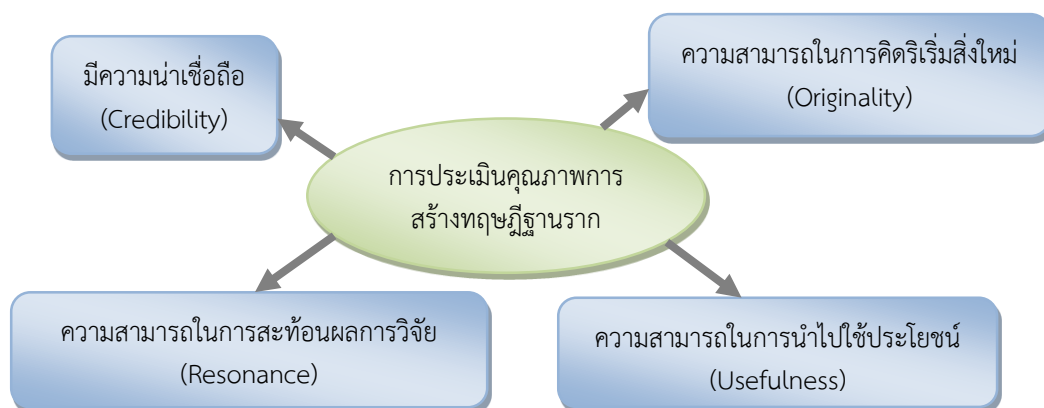 มีความน่าเชื่อถือ
(Credibility)
ความสามารถในการคิดริเริ่มสิ่งใหม่
(Originality)
การประเมินคุณภาพการ
สร้างทฤษฎีฐานราก
ความสามารถในการสะท้อนผลการวิจัย
(Resonance)
ความสามารถในการนำไปใช้ประโยชน์
(Usefulness)